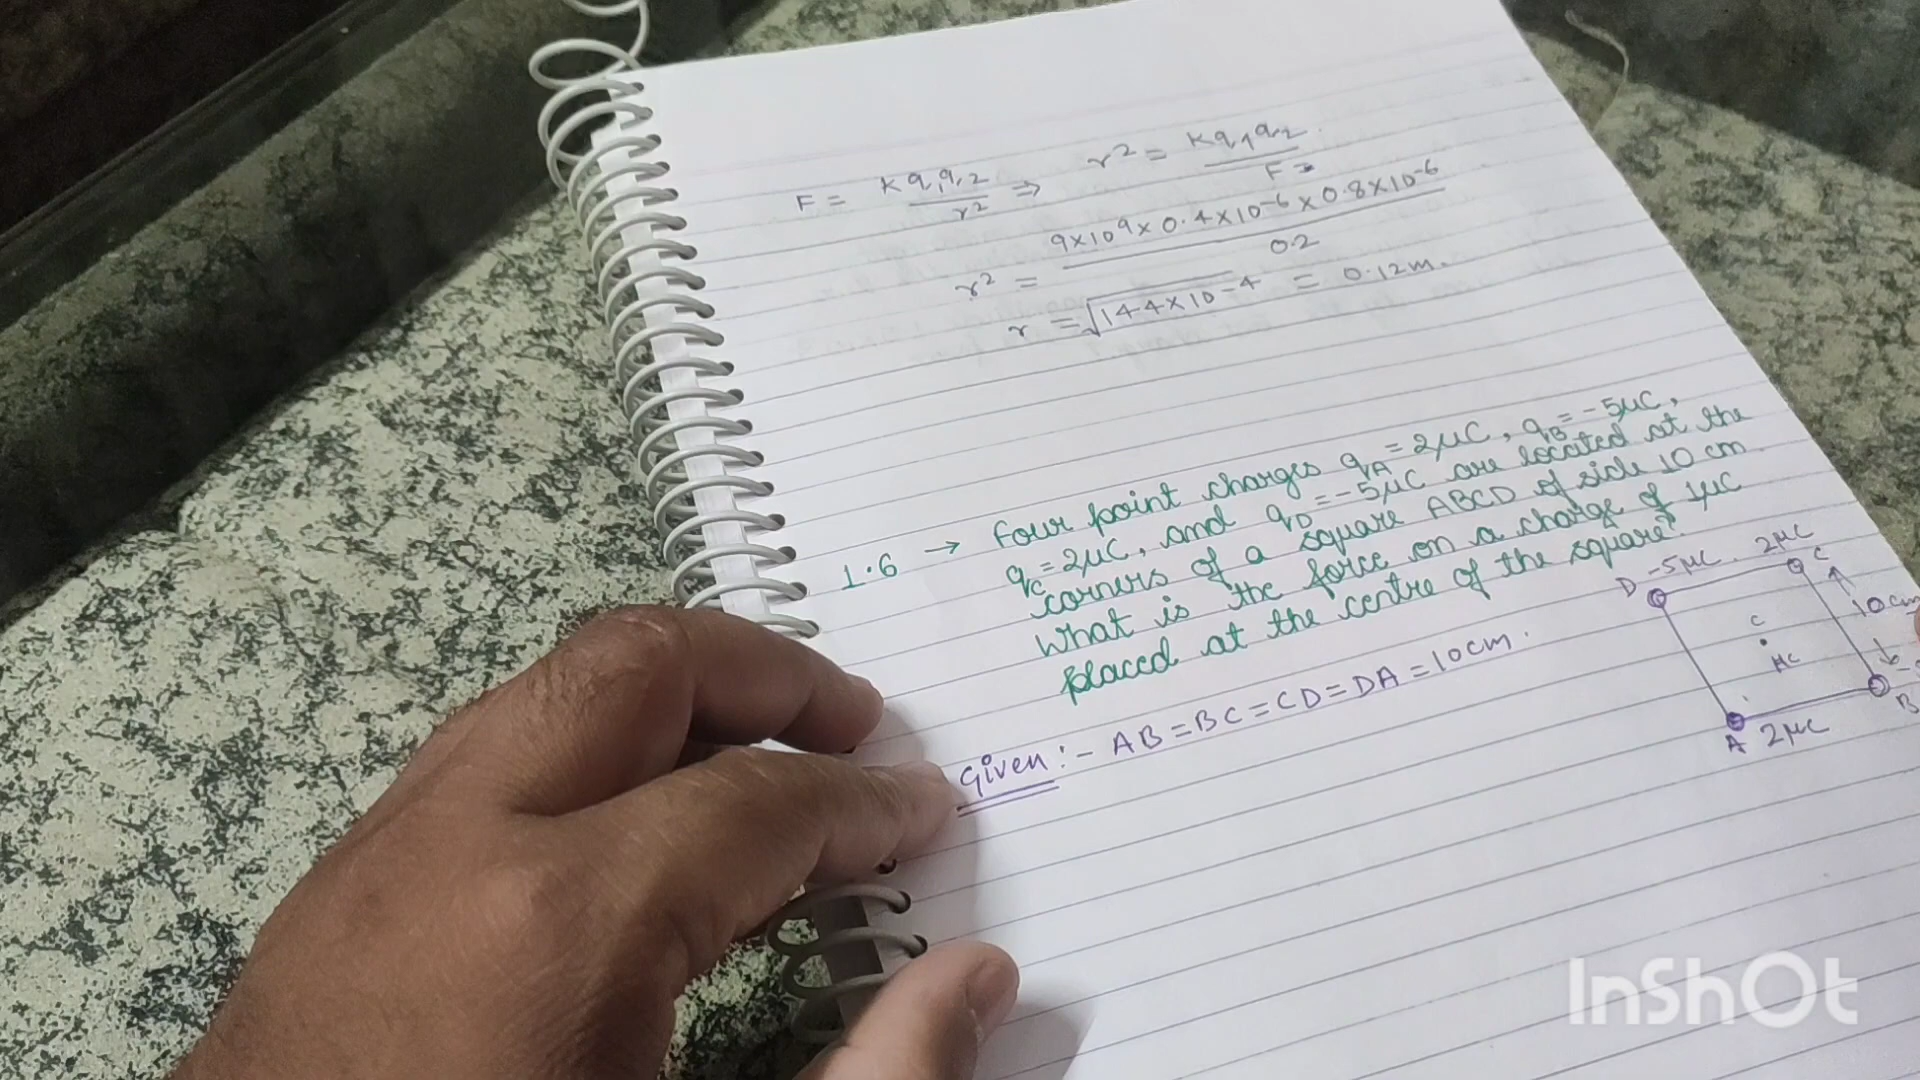 F = Kq1q2/r2 ⇒ r2 = Kq1q2/F
r2 = 9×10^9×0.4×10^-6×0.8×10^-6/0.2
r = √144×10^-4 = 0.12m.
1.6 → Four point charges qA = 2μC, qB = -5μC,
qC = 2μC, and qD = -5μC are located at the
corners of a square ABCD of side 10 cm.
What is the force on a charge of 1μC
placed at the centre of the square?
Given :- AB = BC = CD = DA = 10cm.
D -5μC 2μC C
10cm
C
B
A 2μC
InShOt